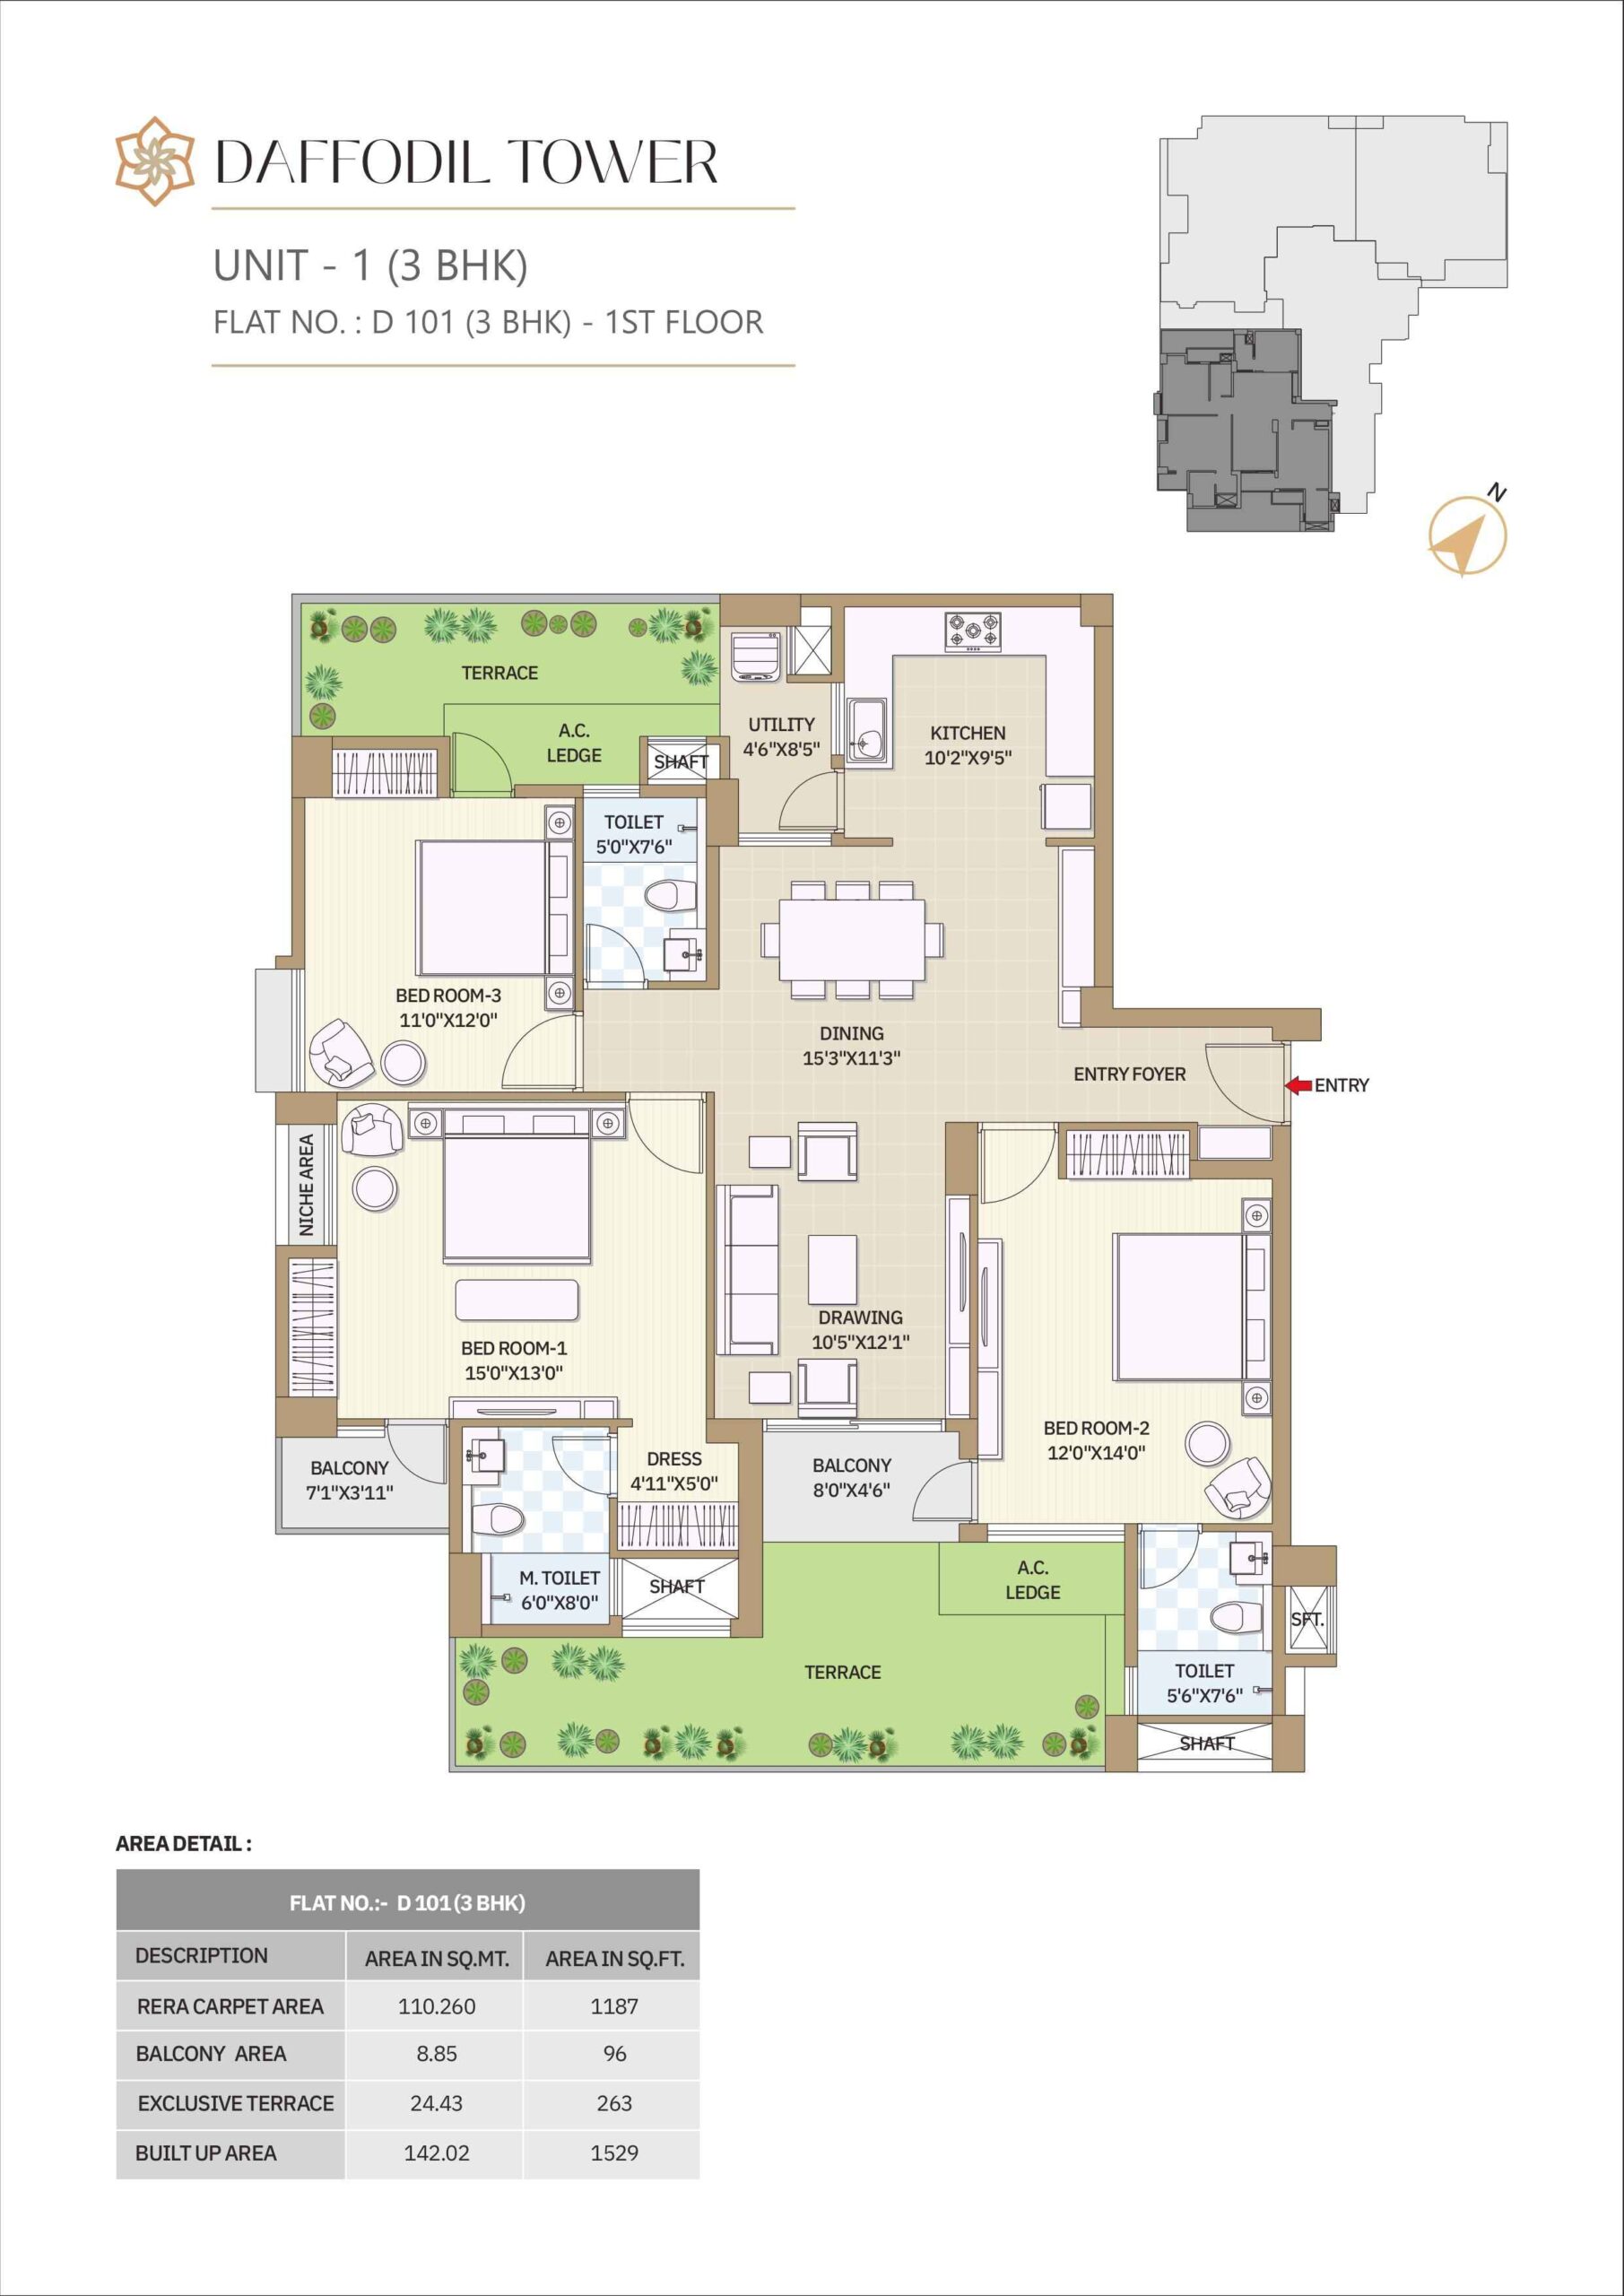 DAFFODIL TOWER
UNIT - 1 (3 BHK)
FLAT NO. : D 101 (3 BHK) - 1ST FLOOR
N
TERRACE
A.C.
LEDGE
SHAFT
UTILITY
4'6"X8'5"
KITCHEN
10'2"X9'5"
TOILET
5'0"X7'6"
BED ROOM-3
11'0"X12'0"
DINING
15'3"X11'3"
ENTRY FOYER
ENTRY
NICHE AREA
BED ROOM-1
15'0"X13'0"
DRAWING
10'5"X12'1"
BED ROOM-2
12'0"X14'0"
BALCONY
7'1"X3'11"
DRESS
4'11"X5'0"
BALCONY
8'0"X4'6"
M. TOILET
6'0"X8'0"
SHAFT
A.C.
LEDGE
SFT.
TERRACE
TOILET
5'6"X7'6"
SHAFT
AREA DETAIL :
FLAT NO.:- D 101 (3 BHK)
DESCRIPTION AREA IN SQ.MT. AREA IN SQ.FT.
RERA CARPET AREA 110.260 1187
BALCONY AREA 8.85 96
EXCLUSIVE TERRACE 24.43 263
BUILT UP AREA 142.02 1529